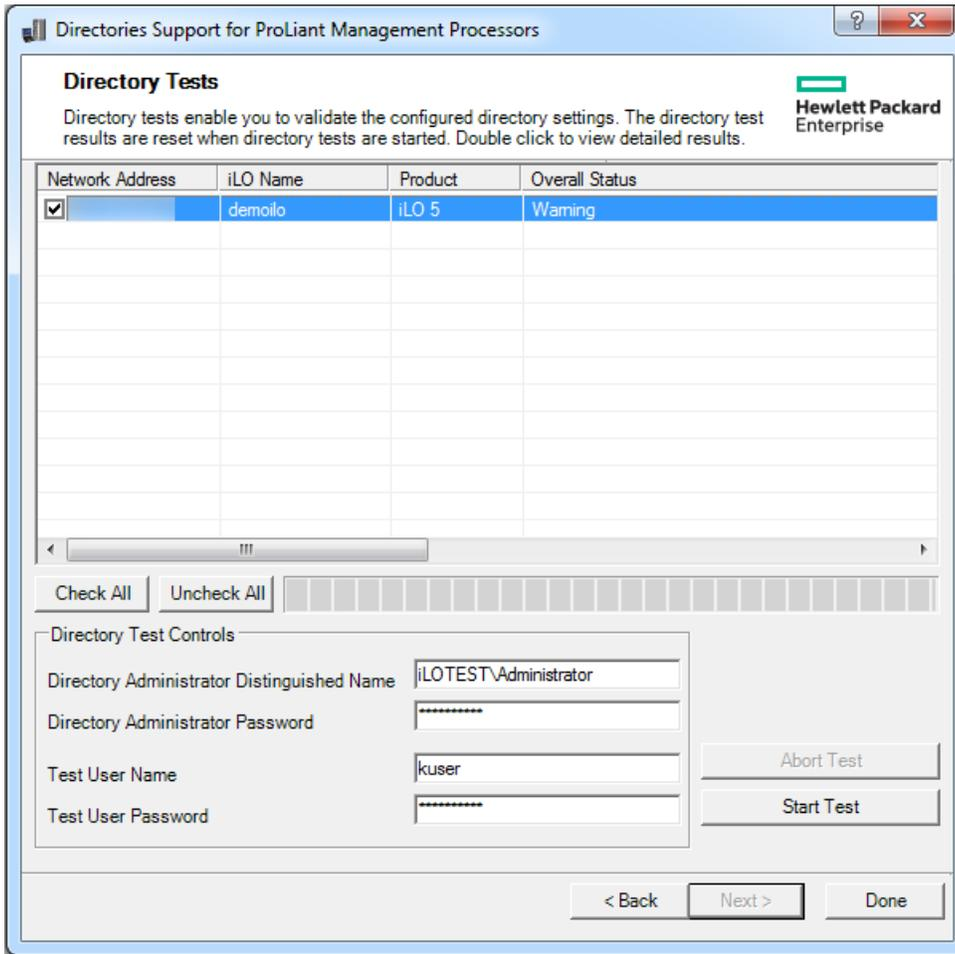 Directories Support for ProLiant Management Processors
Directory Tests
Directory tests enable you to validate the configured directory settings. The directory test
results are reset when directory tests are started. Double click to view detailed results.
Hewlett Packard
Enterprise
Network Address iLO Name Product Overall Status
demoilo iLO 5 Warning
Check All Uncheck All
Directory Test Controls
Directory Administrator Distinguished Name iLOTEST\Administrator
Directory Administrator Password **********
Test User Name kuser
Test User Password **********
Abort Test
Start Test
< Back Next > Done